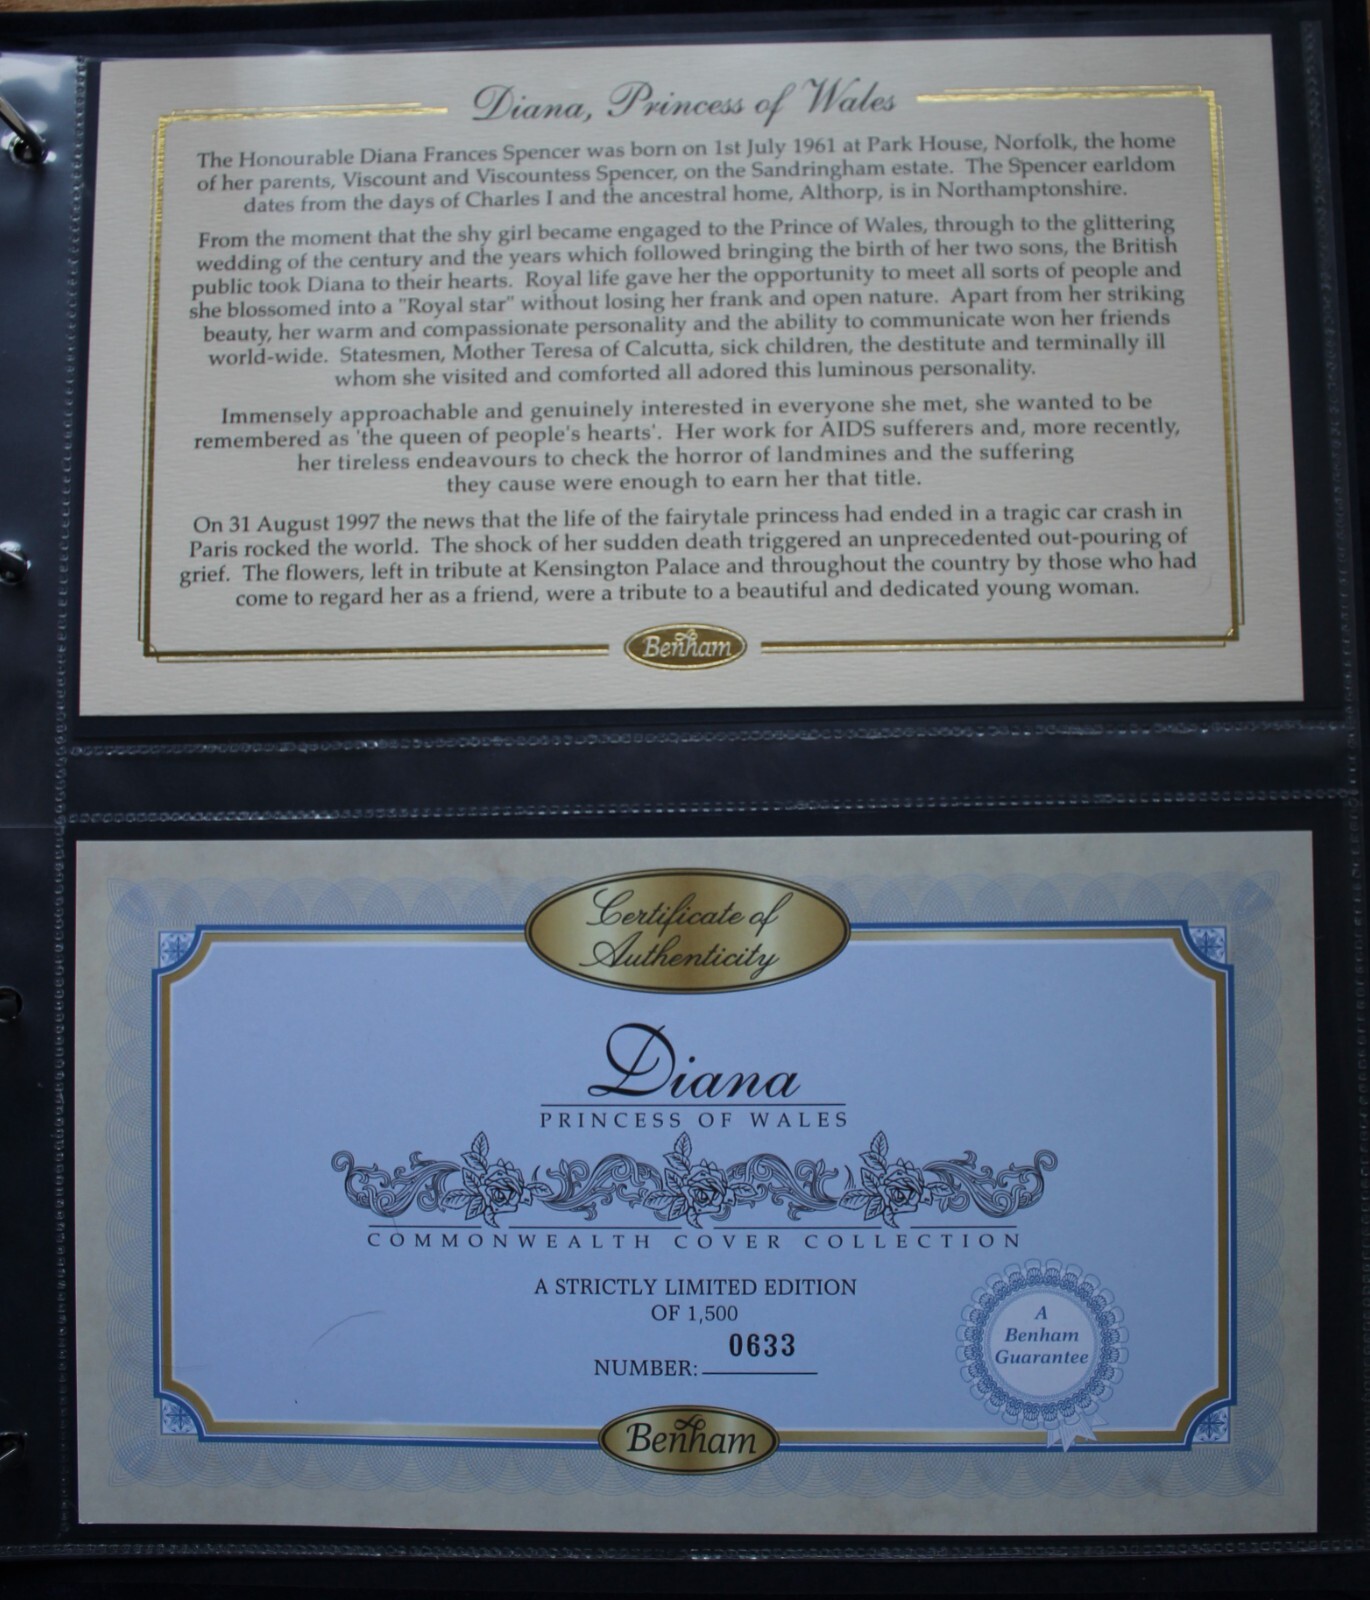 Diana, Princess of Wales
The Honourable Diana Frances Spencer was born on 1st July 1961 at Park House, Norfolk, the home
of her parents, Viscount and Viscountess Spencer, on the Sandringham estate. The Spencer earldom
dates from the days of Charles I and the ancestral home, Althorp, is in Northamptonshire.
From the moment that the shy girl became engaged to the Prince of Wales, through to the glittering
wedding of the century and the years which followed bringing the birth of her two sons, the British
public took Diana to their hearts. Royal life gave her the opportunity to meet all sorts of people and
she blossomed into a "Royal star" without losing her frank and open nature. Apart from her striking
beauty, her warm and compassionate personality and the ability to communicate won her friends
world-wide. Statesmen, Mother Teresa of Calcutta, sick children, the destitute and terminally ill
whom she visited and comforted all adored this luminous personality.
Immensely approachable and genuinely interested in everyone she met, she wanted to be
remembered as 'the queen of people's hearts'. Her work for AIDS sufferers and, more recently,
her tireless endeavours to check the horror of landmines and the suffering
they cause were enough to earn her that title.
On 31 August 1997 the news that the life of the fairytale princess had ended in a tragic car crash in
Paris rocked the world. The shock of her sudden death triggered an unprecedented out-pouring of
grief. The flowers, left in tribute at Kensington Palace and throughout the country by those who had
come to regard her as a friend, were a tribute to a beautiful and dedicated young woman.
Benham
Certificate of
Authenticity
Diana
PRINCESS OF WALES
COMMONWEALTH COVER COLLECTION
A STRICTLY LIMITED EDITION
OF 1,500
NUMBER: 0633
A
Benham
Guarantee
Benham